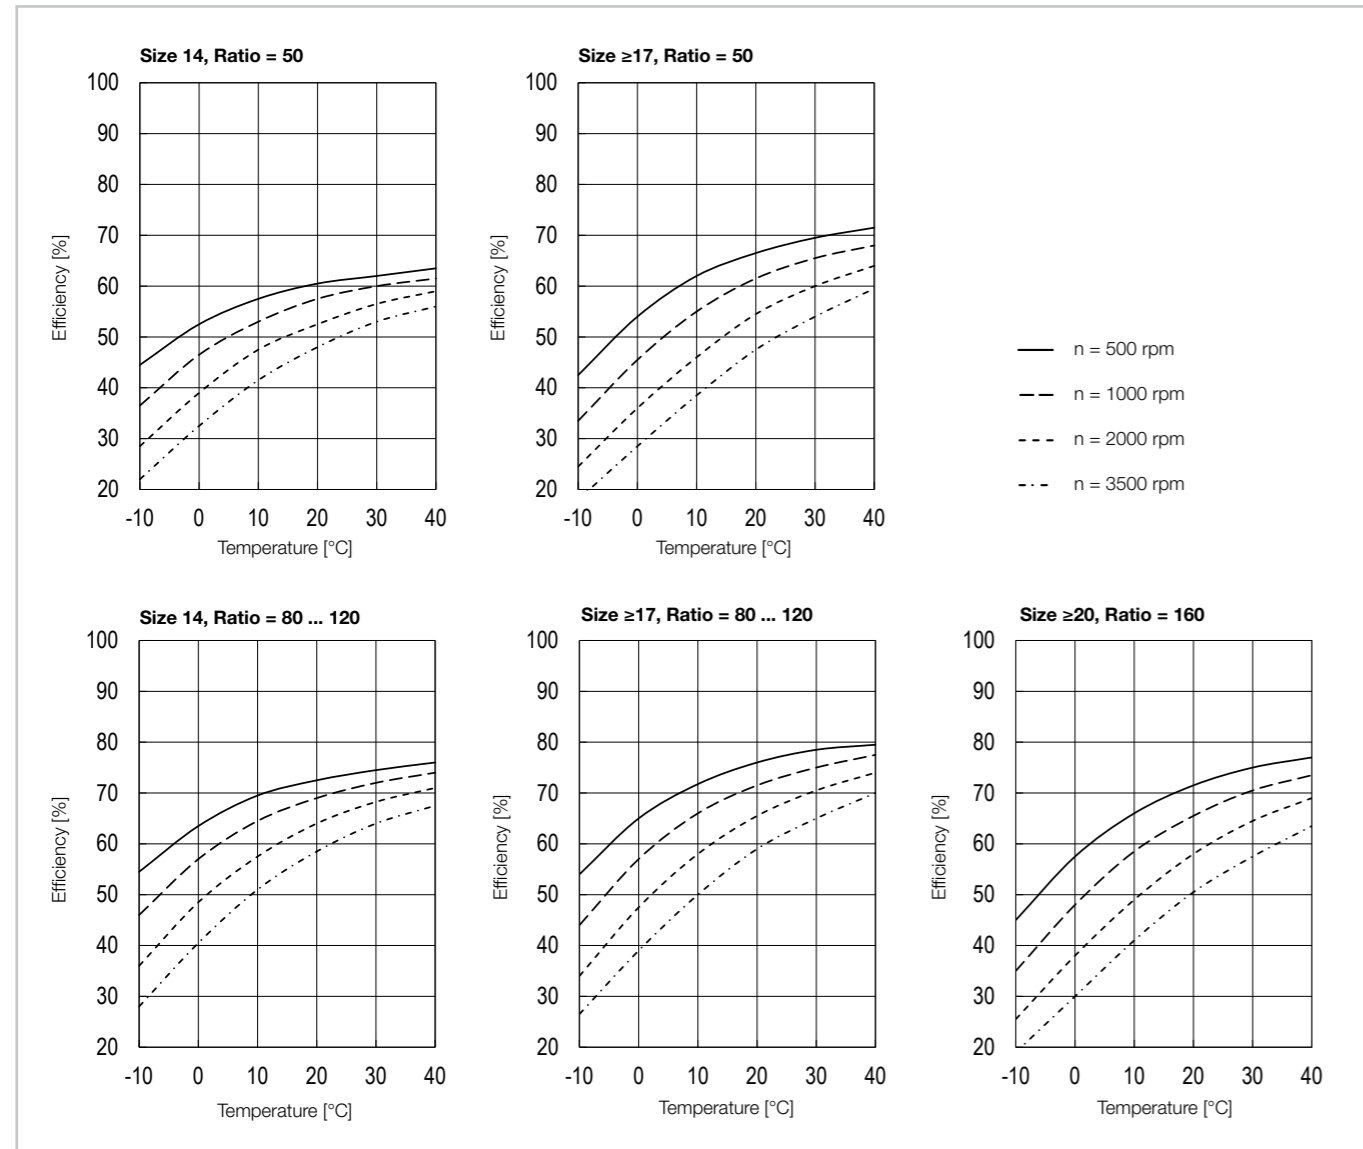 Size 14, Ratio = 50
100
90
80
70
60
50
40
30
20
Efficiency [%]
-10 0 10 20 30 40
Temperature [°C]
Size ≥17, Ratio = 50
100
90
80
70
60
50
40
30
20
Efficiency [%]
-10 0 10 20 30 40
Temperature [°C]
n = 500 rpm
n = 1000 rpm
n = 2000 rpm
n = 3500 rpm
Size 14, Ratio = 80 ... 120
100
90
80
70
60
50
40
30
20
Efficiency [%]
-10 0 10 20 30 40
Temperature [°C]
Size ≥17, Ratio = 80 ... 120
100
90
80
70
60
50
40
30
20
Efficiency [%]
-10 0 10 20 30 40
Temperature [°C]
Size ≥20, Ratio = 160
100
90
80
70
60
50
40
30
20
Efficiency [%]
-10 0 10 20 30 40
Temperature [°C]